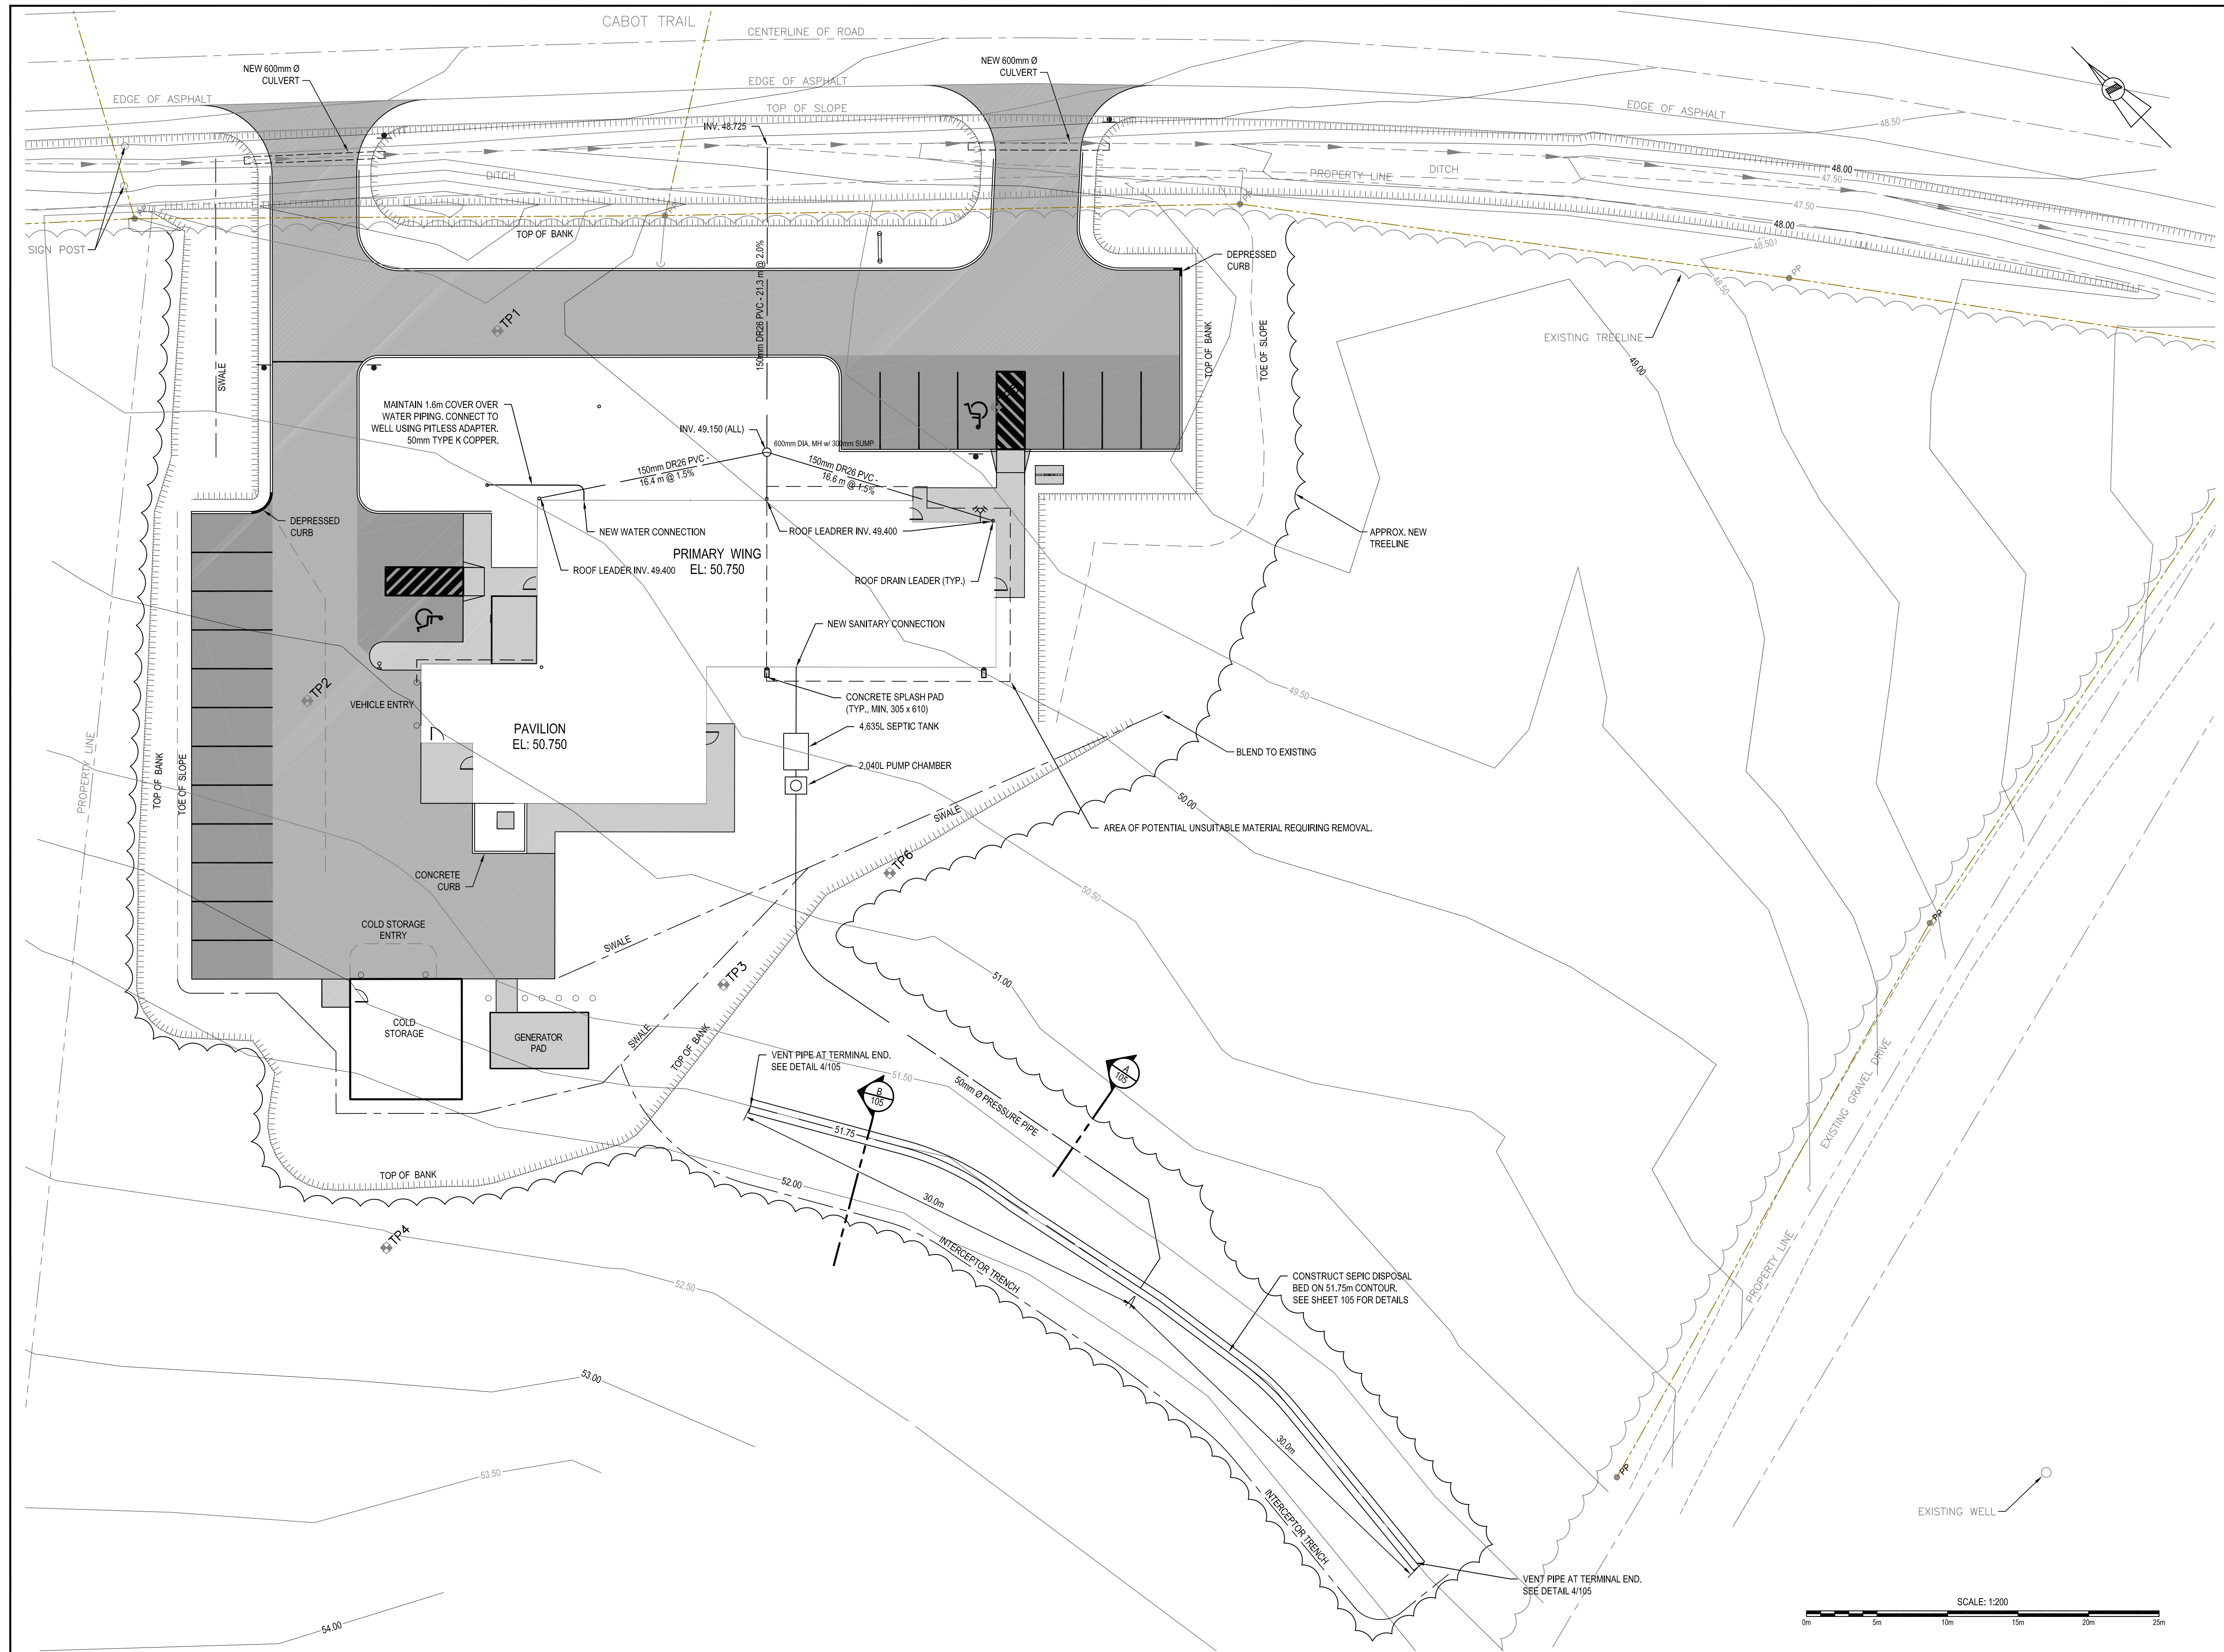 CABOT TRAIL
CENTERLINE OF ROAD
NEW 600mm Ø
CULVERT
NEW 600mm Ø
CULVERT
EDGE OF ASPHALT
EDGE OF ASPHALT
EDGE OF ASPHALT
TOP OF SLOPE
INV. 48.725
48.50
DITCH
PROPERTY LINE
DITCH
48.00
47.50
47.50
48.00
48.50
SIGN POST
TOP OF BANK
DEPRESSED
CURB
PP
48.50
150mm DR26 PVC - 21.3 m @ 2.0%
TP1
SWALE
TOP OF BANK
TOE OF SLOPE
EXISTING TREELINE
49.00
MAINTAIN 1.6m COVER OVER
WATER PIPING. CONNECT TO
WELL USING PITLESS ADAPTER.
50mm TYPE K COPPER.
INV. 49.150 (ALL)
600mm DIA. MH w/ 300mm SUMP
150mm DR26 PVC -
16.4 m @ 1.5%
150mm DR26 PVC -
16.6 m @ 1.5%
DEPRESSED
CURB
NEW WATER CONNECTION
ROOF LEADRER INV. 49.400
APPROX. NEW
TREELINE
PRIMARY WING
EL: 50.750
ROOF LEADER INV. 49.400
ROOF DRAIN LEADER (TYP.)
NEW SANITARY CONNECTION
TP2
VEHICLE ENTRY
CONCRETE SPLASH PAD
(TYP., MIN. 305 x 610)
49.50
PAVILION
EL: 50.750
4,635L SEPTIC TANK
BLEND TO EXISTING
PROPERTY LINE
TOP OF BANK
TOE OF SLOPE
2,040L PUMP CHAMBER
50.00
SWALE
AREA OF POTENTIAL UNSUITABLE MATERIAL REQUIRING REMOVAL.
CONCRETE
CURB
TP6
50.50
COLD STORAGE
ENTRY
SWALE
PP
TP3
51.00
COLD
STORAGE
GENERATOR
PAD
SWALE
TOP OF BANK
VENT PIPE AT TERMINAL END.
SEE DETAIL 4/105
51.50
B
105
A
105
50mm Ø PRESSURE PIPE
EXISTING GRAVEL DRIVE
51.75
TOP OF BANK
52.00
30.0m
TP4
INTERCEPTOR TRENCH
52.50
CONSTRUCT SEPIC DISPOSAL
BED ON 51.75m CONTOUR.
SEE SHEET 105 FOR DETAILS
PROPERTY LINE
53.00
30.0m
53.50
PP
INTERCEPTOR TRENCH
EXISTING WELL
VENT PIPE AT TERMINAL END.
SEE DETAIL 4/105
54.00
SCALE: 1:200
0m 5m 10m 15m 20m 25m